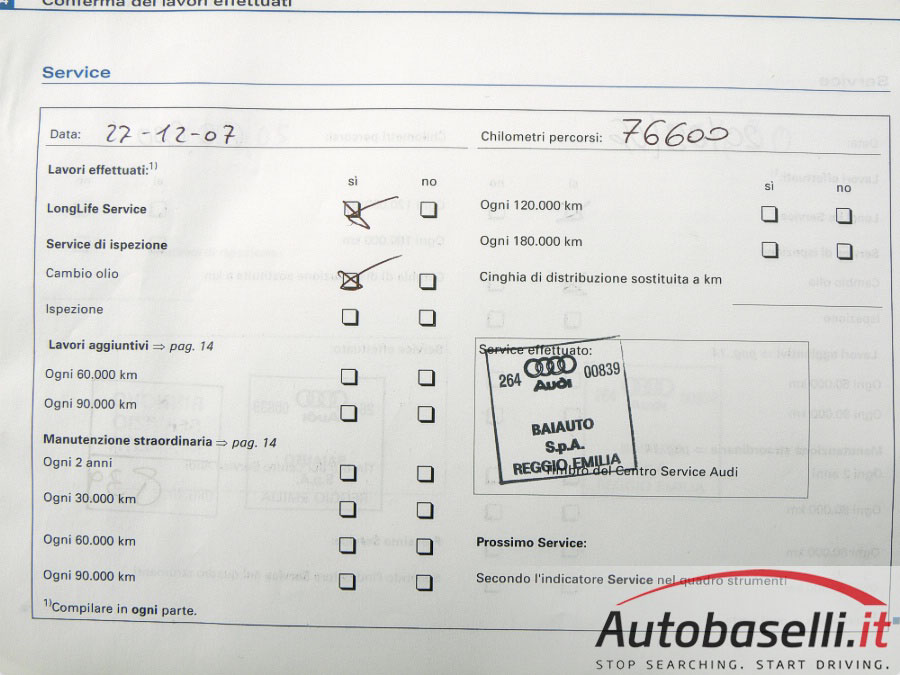 Conferma dei lavori effettuati
Service
Data: 27-12-07
Lavori effettuati:1)
sì no
LongLife Service
Service di ispezione
Cambio olio
Ispezione
Lavori aggiuntivi ⇒ pag. 14
Ogni 60.000 km
Ogni 90.000 km
Manutenzione straordinaria ⇒ pag. 14
Ogni 2 anni
Ogni 30.000 km
Ogni 60.000 km
Ogni 90.000 km
1)Compilare in ogni parte.
Chilometri percorsi: 76600
sì no
Ogni 120.000 km
Ogni 180.000 km
Cinghia di distribuzione sostituita a km
Service effettuato:
264 Audi 00839
BAIAUTO
S.p.A.
REGGIO EMILIA
Timbro del Centro Service Audi
Prossimo Service:
Secondo l'indicatore Service nel quadro strumenti
Autobaselli.it
STOP SEARCHING. START DRIVING.